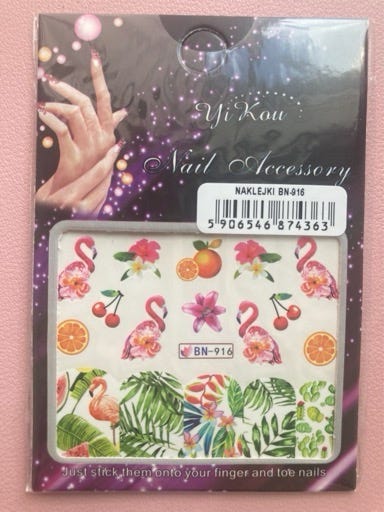 Yi Kou
Nail Accessory
NAKLEJKI BN-916
5 906546 874363
BN-916
Just stick them onto your finger and toe nails